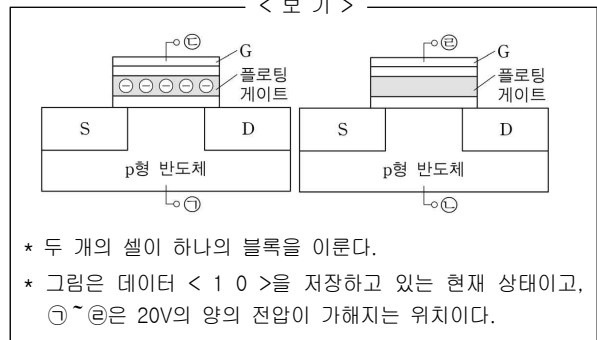 < 보 기 >
㉢ ㉣
G G
플로팅 게이트 플로팅 게이트
S D S D
p형 반도체 p형 반도체
㉠ ㉡
* 두 개의 셀이 하나의 블록을 이룬다.
* 그림은 데이터 < 1 0 >을 저장하고 있는 현재 상태이고,
㉠~㉣은 20V의 양의 전압이 가해지는 위치이다.